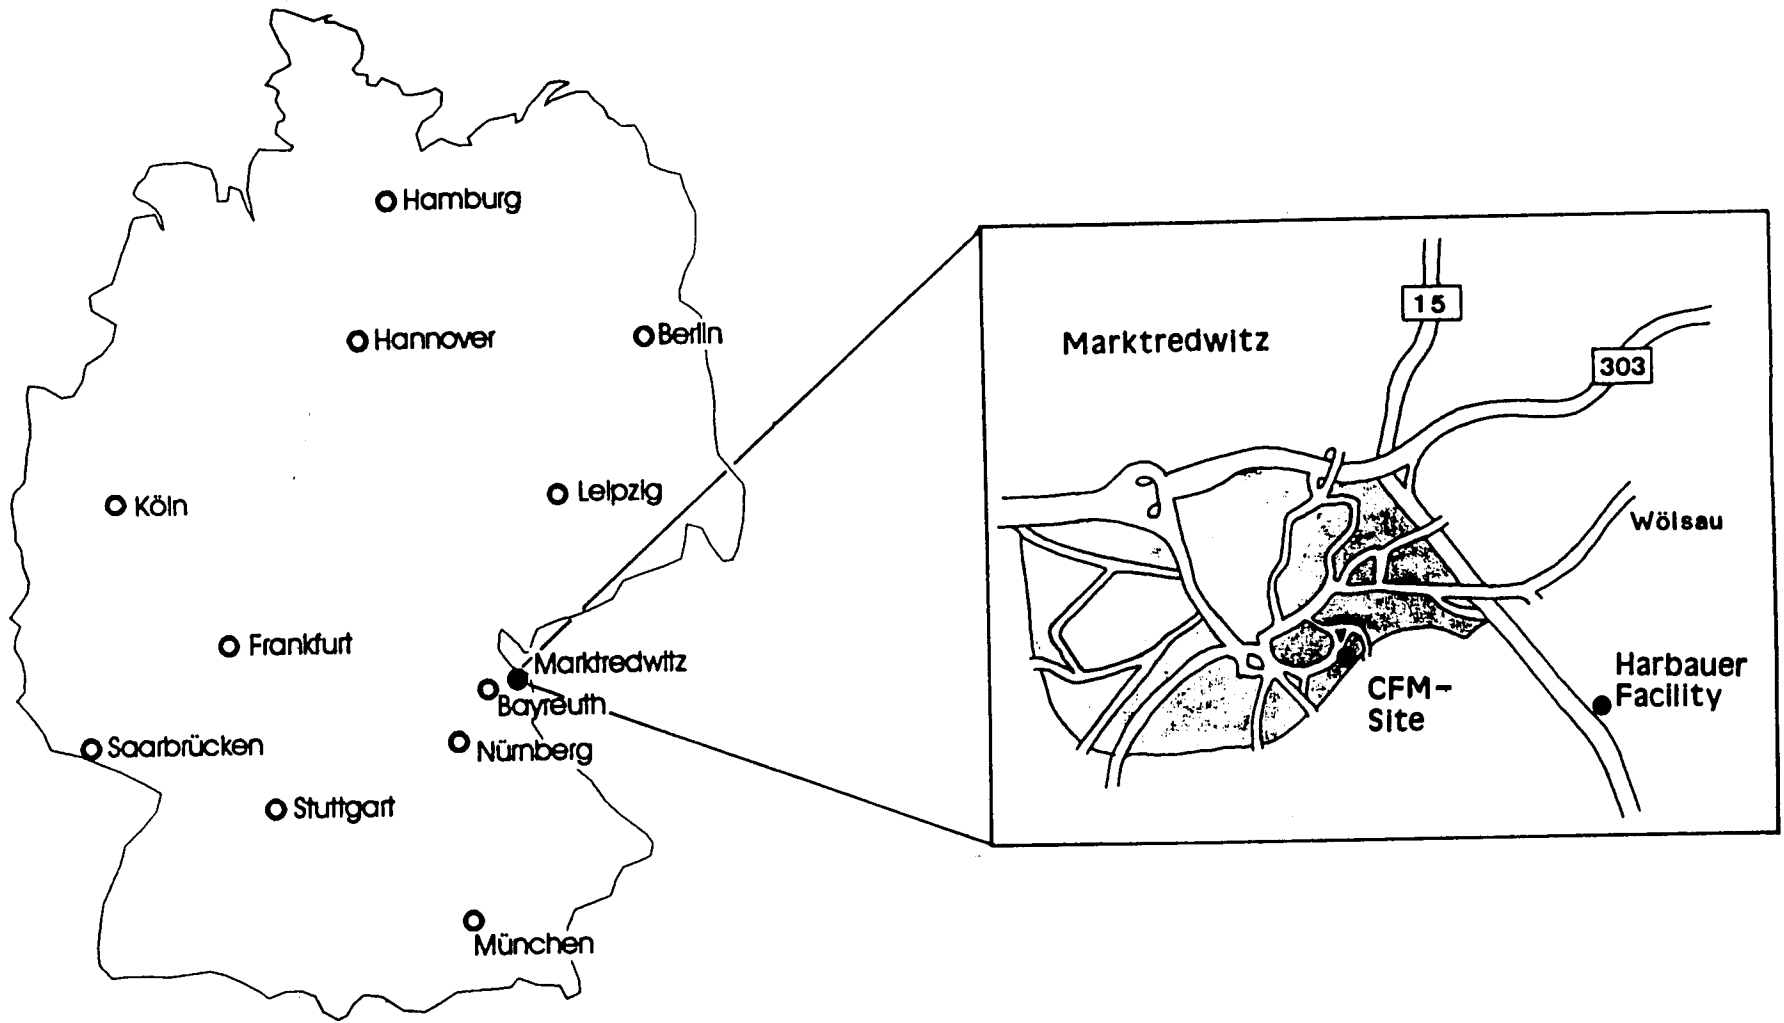 Hamburg
Hannover
Berlin
Köln
Leipzig
Frankfurt
Marktredwitz
Bayreuth
Saarbrücken
Nürnberg
Stuttgart
München
Marktredwitz
15
303
Wölsau
CFM-
Site
Harbauer
Facility